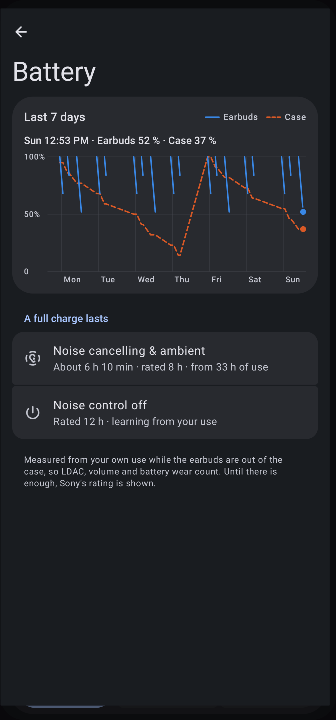 Battery
Last 7 days
Earbuds
Case
Sun 12:53 PM · Earbuds 52 % · Case 37 %
100%
50%
0
Mon
Tue
Wed
Thu
Fri
Sat
Sun
A full charge lasts
Noise cancelling & ambient
About 6 h 10 min · rated 8 h · from 33 h of use
Noise control off
Rated 12 h · learning from your use
Measured from your own use while the earbuds are out of the
case, so LDAC, volume and battery wear count. Until there is
enough, Sony's rating is shown.